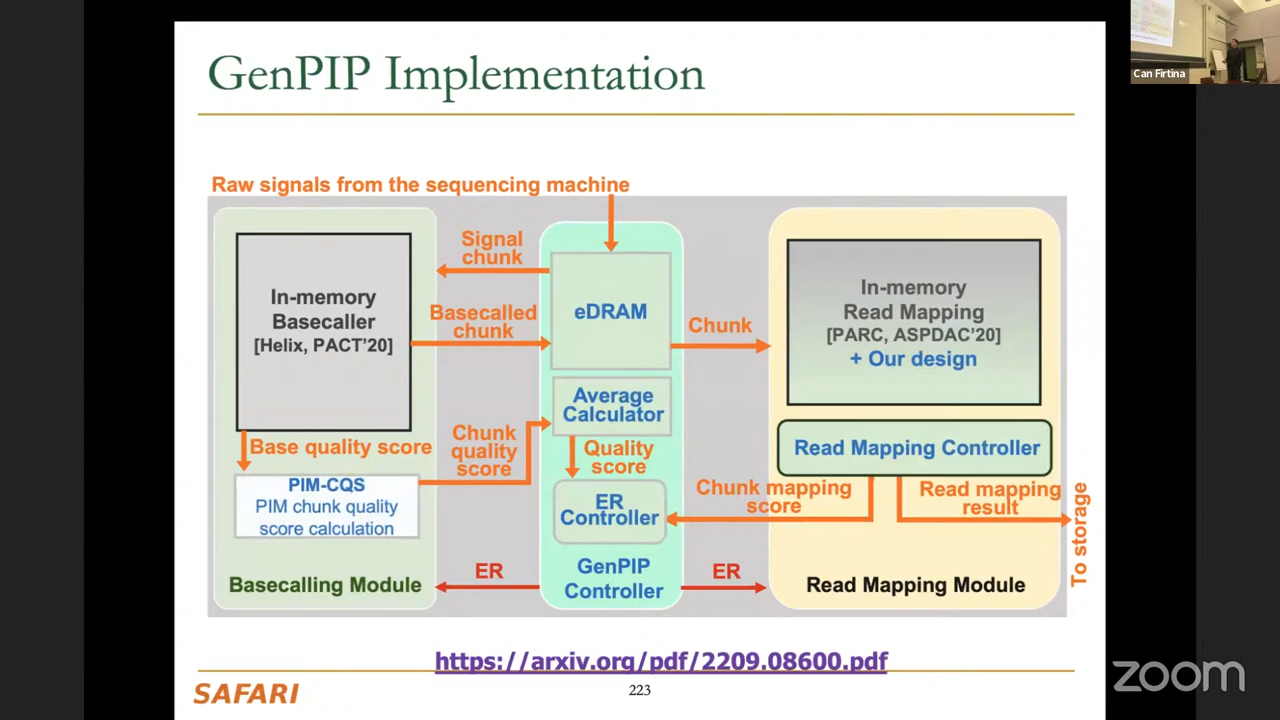 GenPIP Implementation
Can Firtina
Raw signals from the sequencing machine
In-memory
Basecaller
[Helix, PACT'20]
Signal
chunk
Basecalled
chunk
eDRAM
Chunk
In-memory
Read Mapping
[PARC, ASPDAC'20]
+ Our design
Average
Calculator
Base quality score
Chunk
quality
score
Quality
score
Read Mapping Controller
PIM-CQS
PIM chunk quality
score calculation
ER
Controller
Chunk mapping
score
Read mapping
result
To storage
Basecalling Module
ER
GenPIP
Controller
ER
Read Mapping Module
https://arxiv.org/pdf/2209.08600.pdf
SAFARI
223
zoom